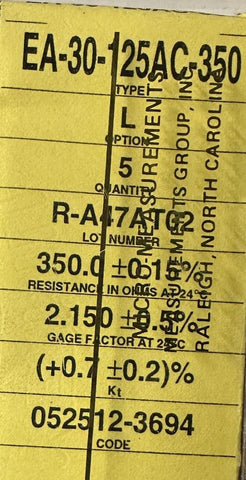 EA-30-125AC-350
TYPE
L
OPTION
5
QUANTITY
R-A47AT02
LOT NUMBER
350.0 ±0.15%
RESISTANCE IN OHMS AT 24°C
2.150 ±0.5%
GAGE FACTOR AT 24°C
(+0.7 ±0.2)%
Kt
052512-3694
CODE
MICRO-MEASUREMENTS
MEASUREMENTS GROUP, INC.
RALEIGH, NORTH CAROLINA